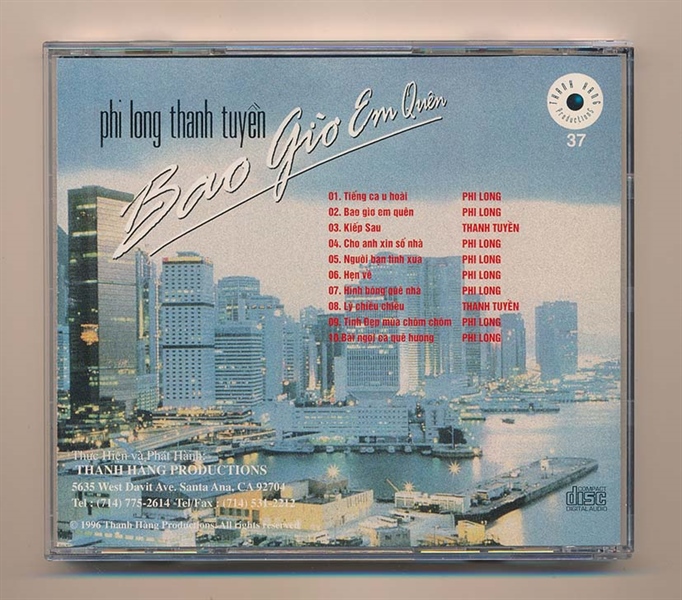 phi long thanh tuyền
Bao Giờ Em Quên
THANH HANG
Productions
37
01. Tiếng ca u hoài PHI LONG
02. Bao giờ em quên PHI LONG
03. Kiếp Sau THANH TUYỀN
04. Cho anh xin số nhà PHI LONG
05. Người bạn tình xưa PHI LONG
06. Hẹn về PHI LONG
07. Hình bóng quê nhà PHI LONG
08. Lý chiều chiều THANH TUYỀN
09. Tình Đẹp mùa chôm chôm PHI LONG
10. Bài ngợi ca quê hương PHI LONG
Thực Hiện và Phát Hành:
THANH HANG PRODUCTIONS
5635 West Davit Ave. Santa Ana, CA 92704
Tel : (714) 775-2614 -Tel/Fax : (714) 531-2212
© 1996 Thanh Hằng Productions. All rights reserved
COMPACT
disc
DIGITAL AUDIO